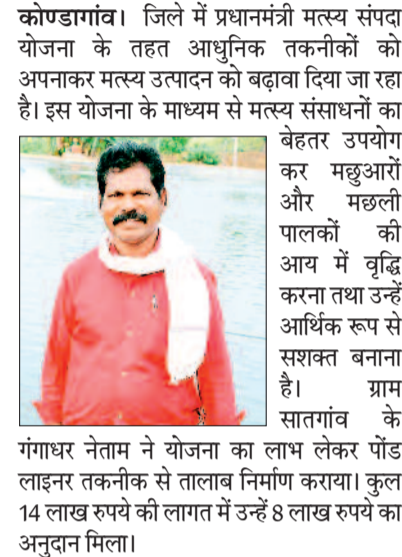 कोण्डागांव। जिले में प्रधानमंत्री मत्स्य संपदा
योजना के तहत आधुनिक तकनीकों को
अपनाकर मत्स्य उत्पादन को बढ़ावा दिया जा रहा
है। इस योजना के माध्यम से मत्स्य संसाधनों का
बेहतर उपयोग
कर मछुआरों
और मछली
पालकों की
आय में वृद्धि
करना तथा उन्हें
आर्थिक रूप से
सशक्त बनाना
है। ग्राम
सातगांव के
गंगाधर नेताम ने योजना का लाभ लेकर पोंड
लाइनर तकनीक से तालाब निर्माण कराया। कुल
14 लाख रुपये की लागत में उन्हें 8 लाख रुपये का
अनुदान मिला।